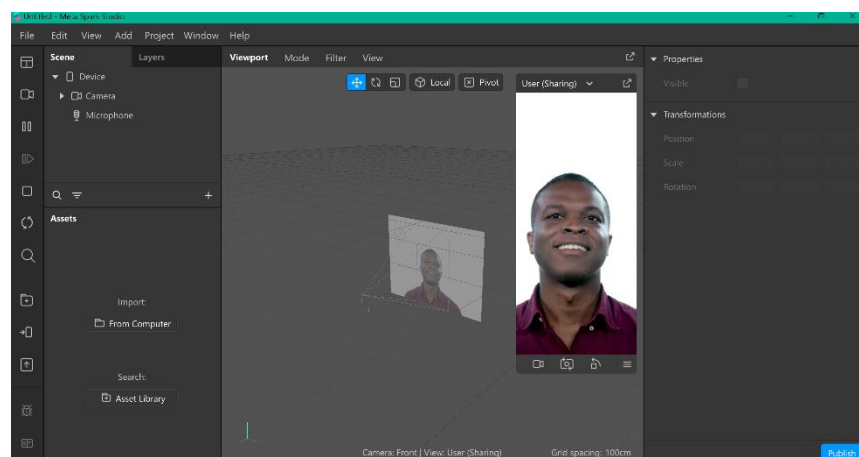 Untitled - Meta Spark Studio
File Edit View Add Project Window Help
Scene Layers
Device
Camera
Microphone
Assets
Import:
From Computer
Search:
Asset Library
Viewport Mode Filter View
Local Pivot
User (Sharing)
Camera: Front | View: User (Sharing) Grid spacing: 100cm
Properties
Visible
Transformations
Position
Scale
Rotation
Publish